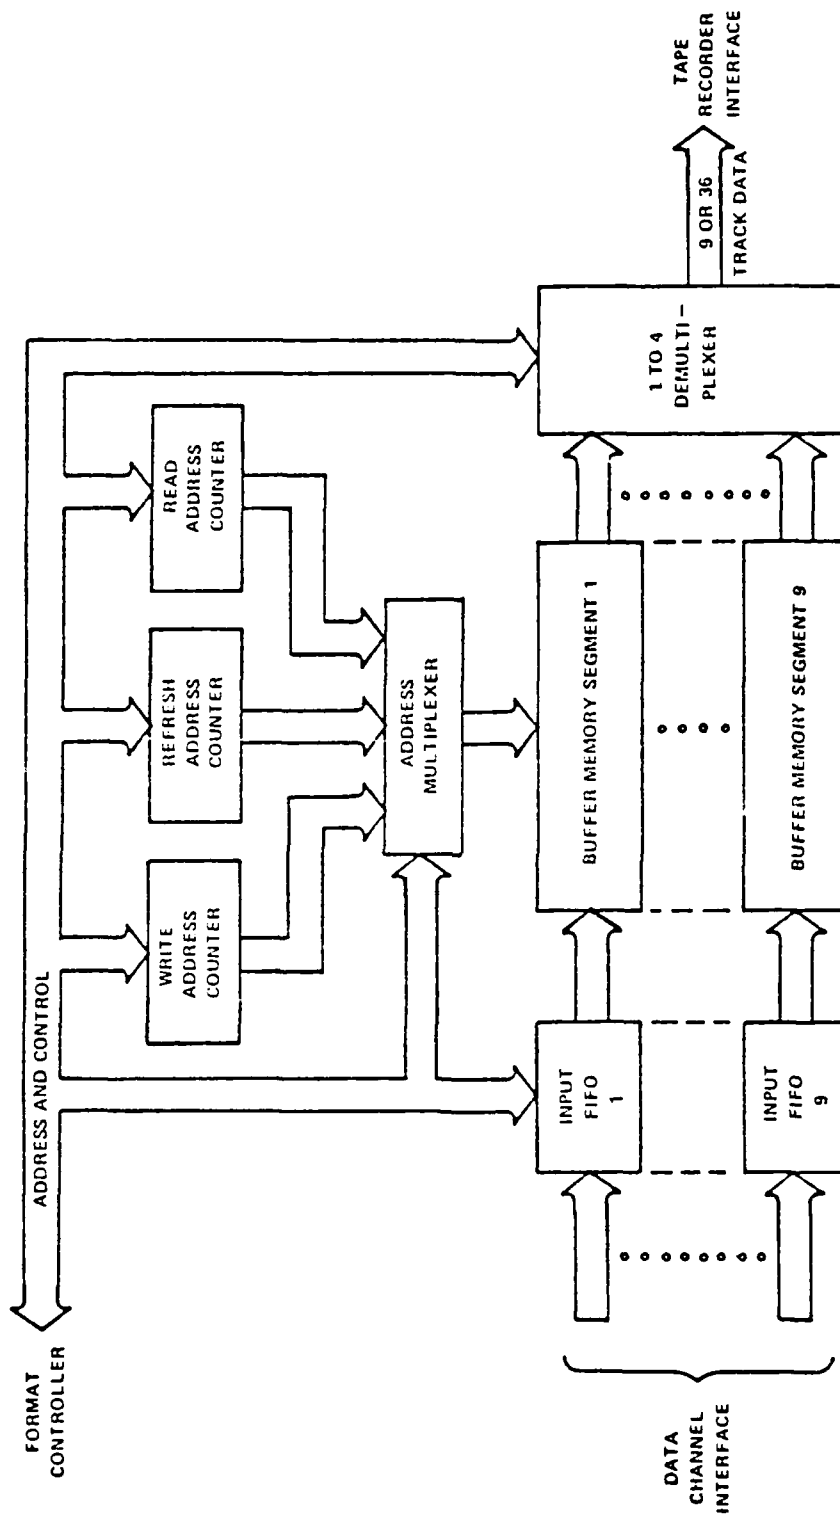 FORMAT
CONTROLLER
ADDRESS AND CONTROL
WRITE
ADDRESS
COUNTER
REFRESH
ADDRESS
COUNTER
READ
ADDRESS
COUNTER
ADDRESS
MULTIPLEXER
DATA
CHANNEL
INTERFACE
INPUT
FIFO
1
BUFFER MEMORY SEGMENT 1
INPUT
FIFO
9
BUFFER MEMORY SEGMENT 9
1 TO 4
DEMULTI-
PLEXER
9 OR 36
TRACK DATA
TAPE
RECORDER
INTERFACE